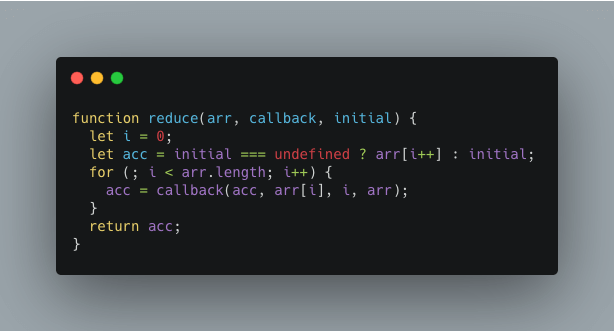 function reduce(arr, callback, initial) {
  let i = 0;
  let acc = initial === undefined ? arr[i++] : initial;
  for (; i < arr.length; i++) {
    acc = callback(acc, arr[i], i, arr);
  }
  return acc;
}